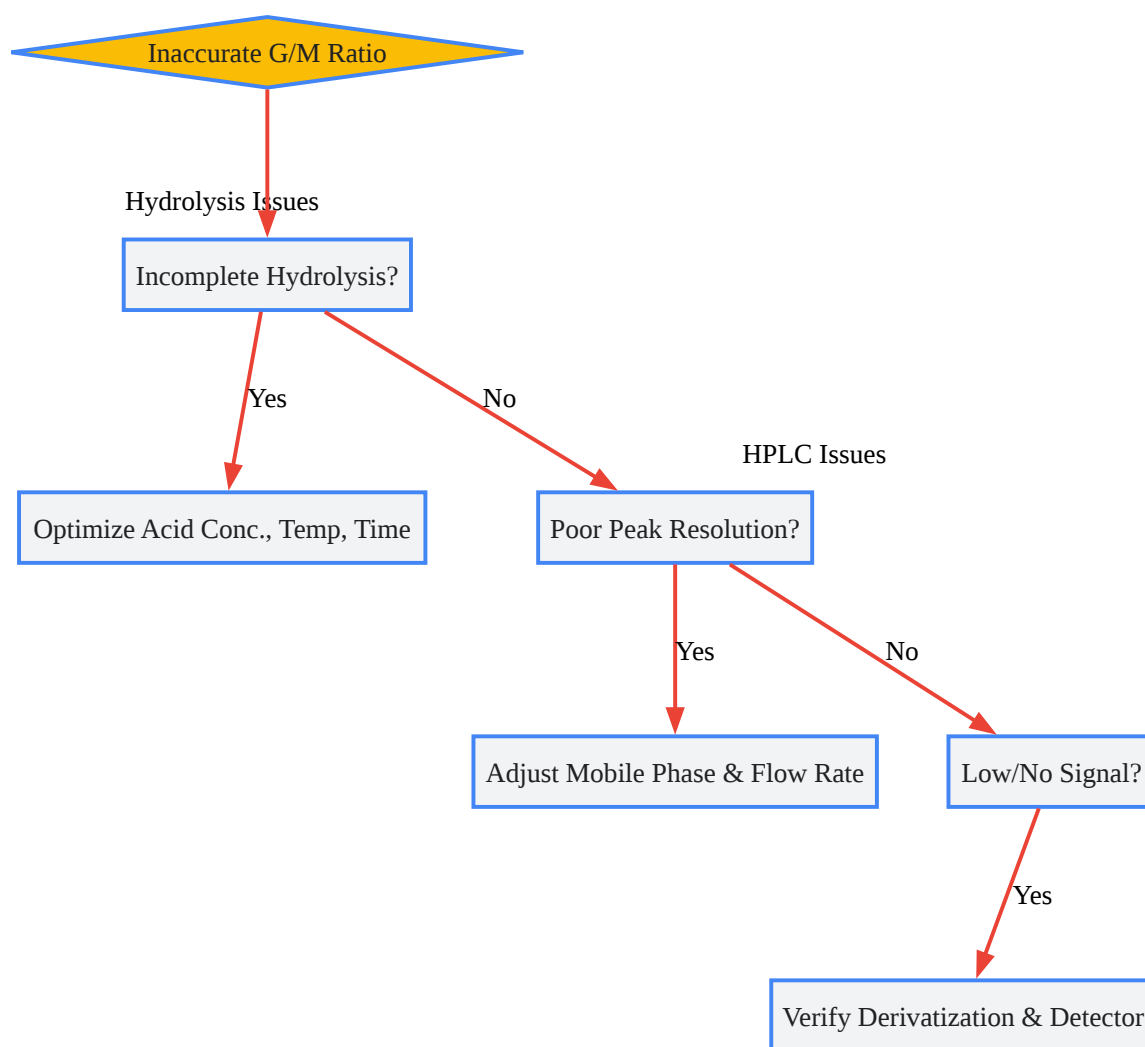 Inaccurate G/M Ratio
Hydrolysis Issues
Incomplete Hydrolysis?
Yes
No
HPLC Issues
Optimize Acid Conc., Temp, Time
Poor Peak Resolution?
Yes
No
Adjust Mobile Phase & Flow Rate
Low/No Signal?
Yes
Verify Derivatization & Detector